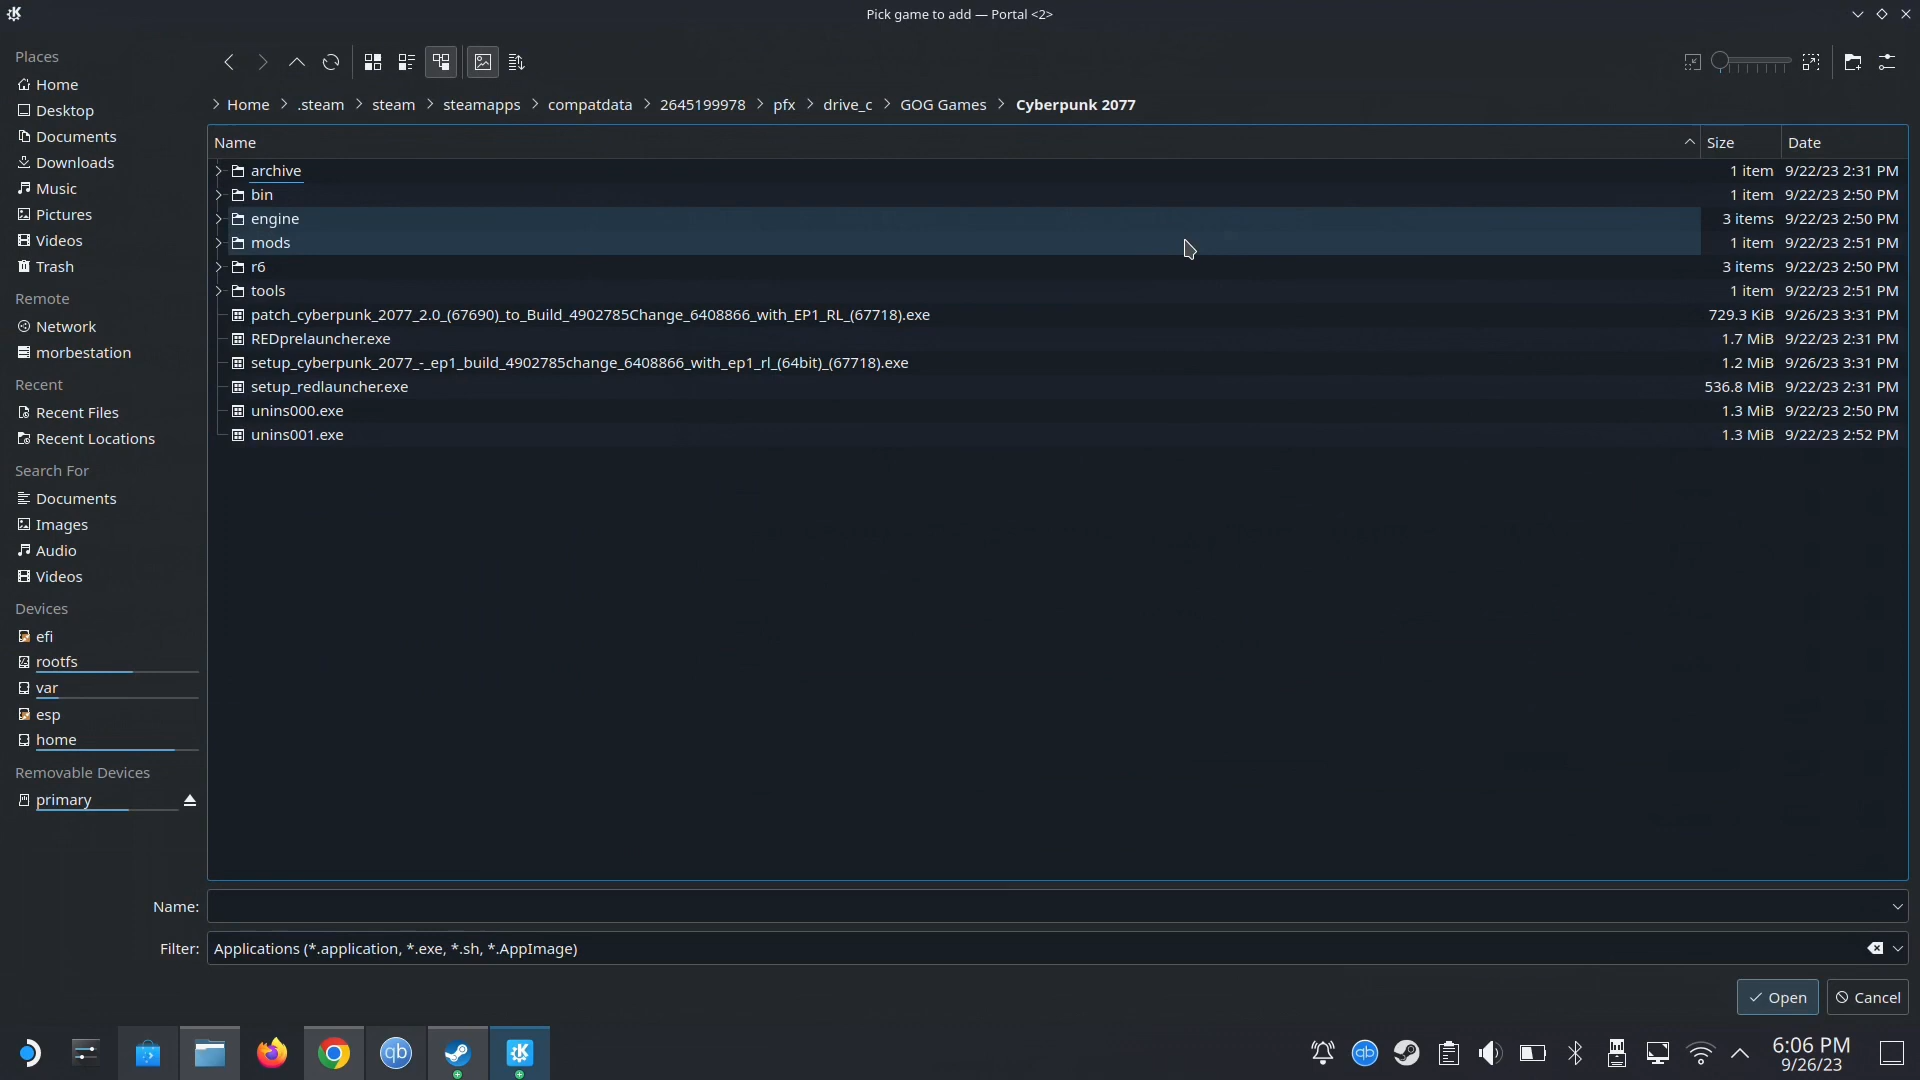 Pick game to add — Portal <2>
Places
Home
Desktop
Documents
Downloads
Music
Pictures
Videos
Trash
Remote
Network
morbestation
Recent
Recent Files
Recent Locations
Search For
Documents
Images
Audio
Videos
Devices
efi
rootfs
var
esp
home
Removable Devices
primary
> Home > .steam > steam > steamapps > compatdata > 2645199978 > pfx > drive_c > GOG Games > Cyberpunk 2077
Name Size Date
archive 1 item 9/22/23 2:31 PM
bin 1 item 9/22/23 2:50 PM
engine 3 items 9/22/23 2:50 PM
mods 1 item 9/22/23 2:51 PM
r6 3 items 9/22/23 2:50 PM
tools 1 item 9/22/23 2:51 PM
patch_cyberpunk_2077_2.0_(67690)_to_Build_4902785Change_6408866_with_EP1_RL_(67718).exe 729.3 KiB 9/26/23 3:31 PM
REDprelauncher.exe 1.7 MiB 9/22/23 2:31 PM
setup_cyberpunk_2077_-_ep1_build_4902785change_6408866_with_ep1_rl_(64bit)_(67718).exe 1.2 MiB 9/26/23 3:31 PM
setup_redlauncher.exe 536.8 MiB 9/22/23 2:31 PM
unins000.exe 1.3 MiB 9/22/23 2:50 PM
unins001.exe 1.3 MiB 9/22/23 2:52 PM
Name:
Filter: Applications (*.application, *.exe, *.sh, *.AppImage)
Open Cancel
qb
qb
6:06 PM
9/26/23